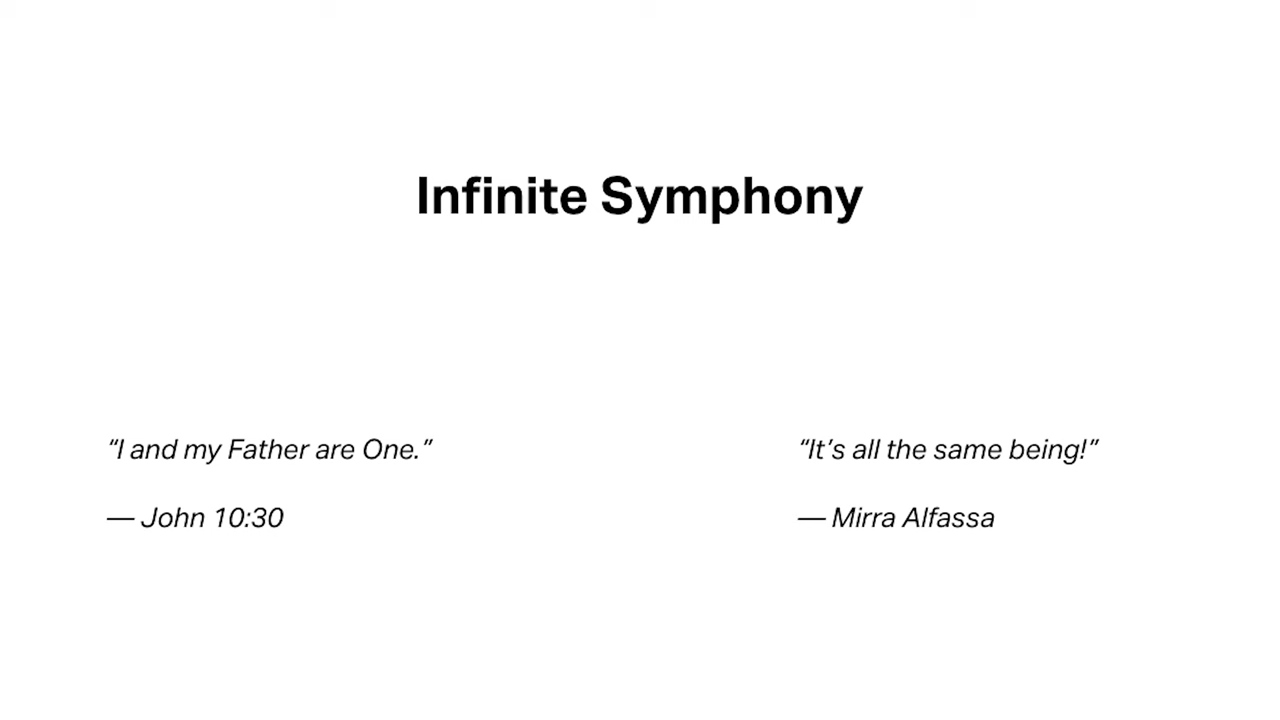 Infinite Symphony
“I and my Father are One.”
— John 10:30
“It’s all the same being!”
— Mirra Alfassa